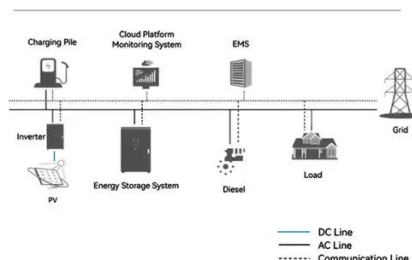 Charging Pile
Cloud Platform
Monitoring System
EMS
Grid
Inverter
PV
Energy Storage System
Diesel
Load
DC Line
AC Line
Communication Line